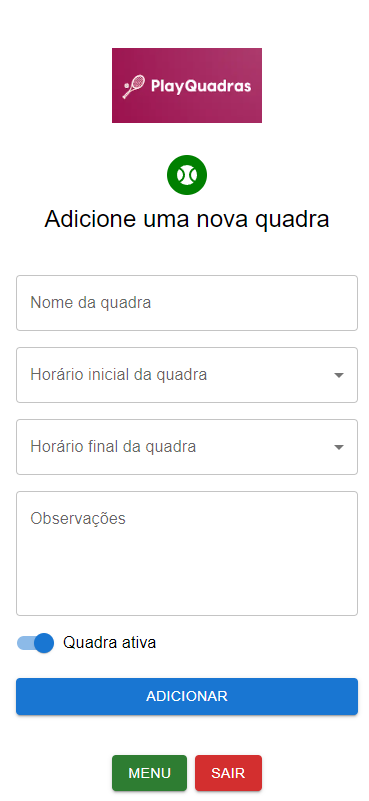 PlayQuadras
Adicione uma nova quadra
Nome da quadra
Horário inicial da quadra
Horário final da quadra
Observações
Quadra ativa
ADICIONAR
MENU
SAIR